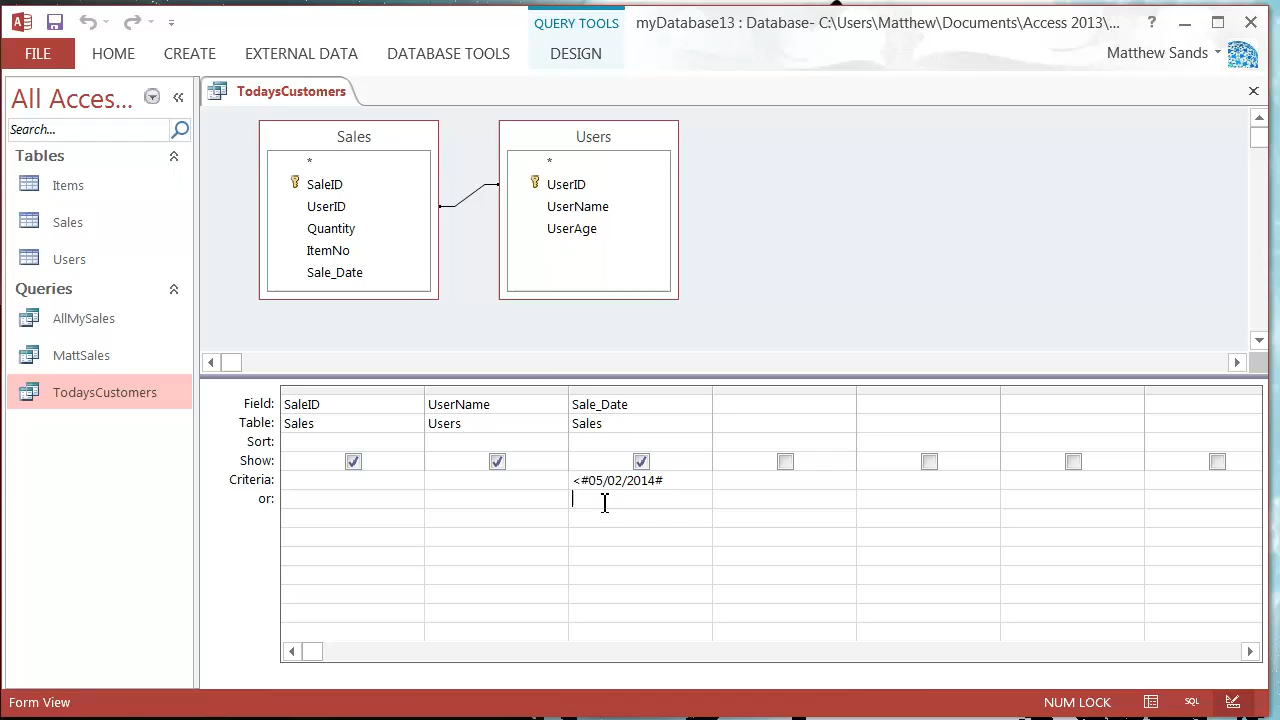 QUERY TOOLS
myDatabase13 : Database- C:\Users\Matthew\Documents\Access 2013\...
?
FILE
HOME
CREATE
EXTERNAL DATA
DATABASE TOOLS
DESIGN
Matthew Sands
All Acces...
Search...
Tables
Items
Sales
Users
Queries
AllMySales
MattSales
TodaysCustomers
TodaysCustomers
Sales
*
SaleID
UserID
Quantity
ItemNo
Sale_Date
Users
*
UserID
UserName
UserAge
Field: SaleID UserName Sale_Date
Table: Sales Users Sales
Sort:
Show:
Criteria: <#05/02/2014#
or:
Form View
NUM LOCK
SQL